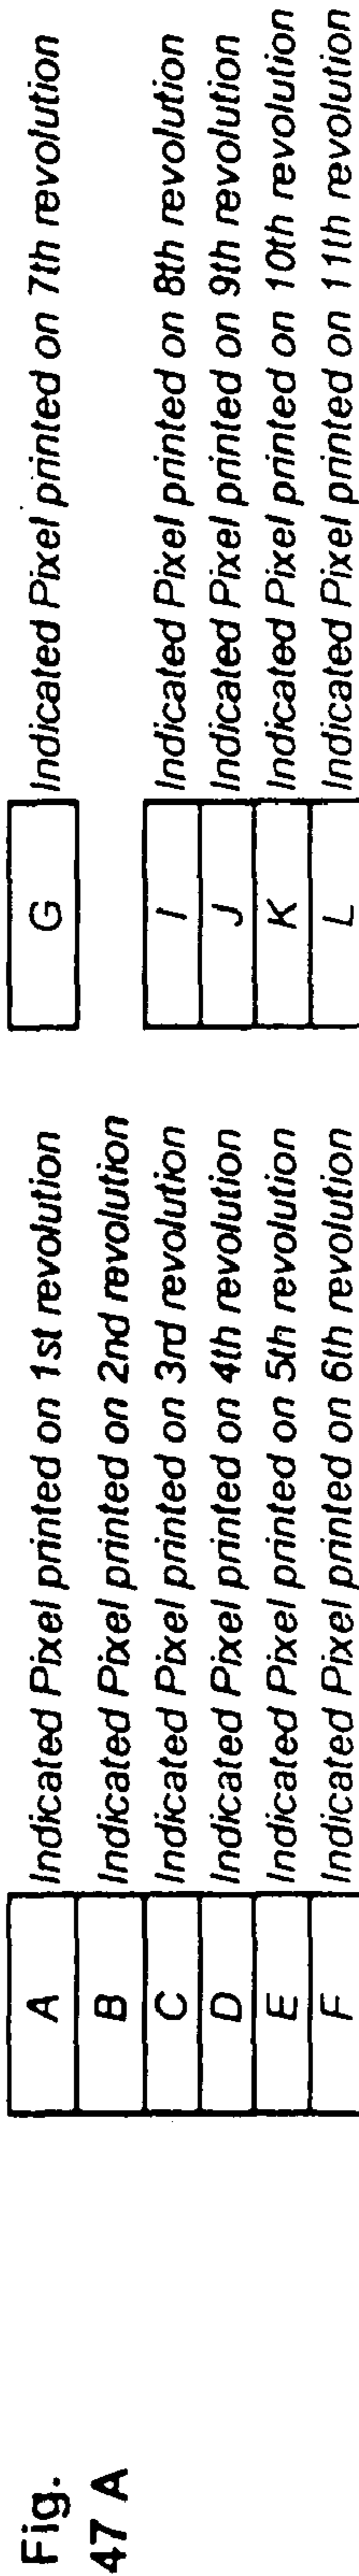 Fig.
47 A
A Indicated Pixel printed on 1st revolution
B Indicated Pixel printed on 2nd revolution
C Indicated Pixel printed on 3rd revolution
D Indicated Pixel printed on 4th revolution
E Indicated Pixel printed on 5th revolution
F Indicated Pixel printed on 6th revolution
G Indicated Pixel printed on 7th revolution
I Indicated Pixel printed on 8th revolution
J Indicated Pixel printed on 9th revolution
K Indicated Pixel printed on 10th revolution
L Indicated Pixel printed on 11th revolution